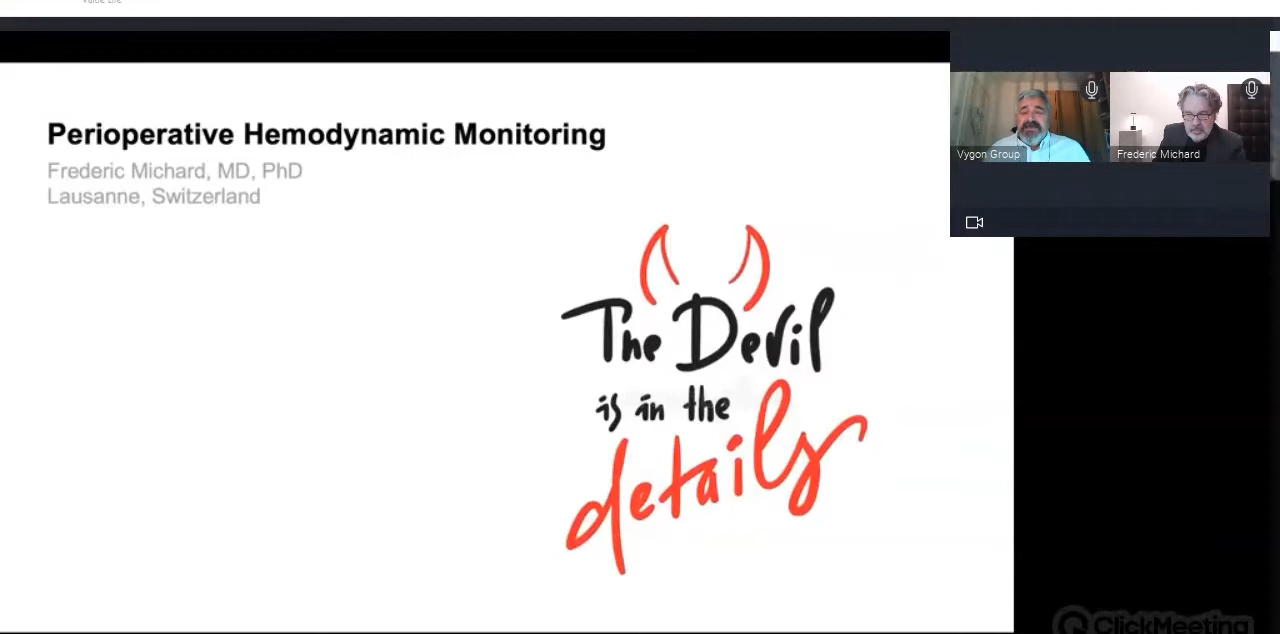 Perioperative Hemodynamic Monitoring
Frederic Michard, MD, PhD
Lausanne, Switzerland
Vygon Group
Frederic Michard
The Devil
is in the
details
ClickMeeting